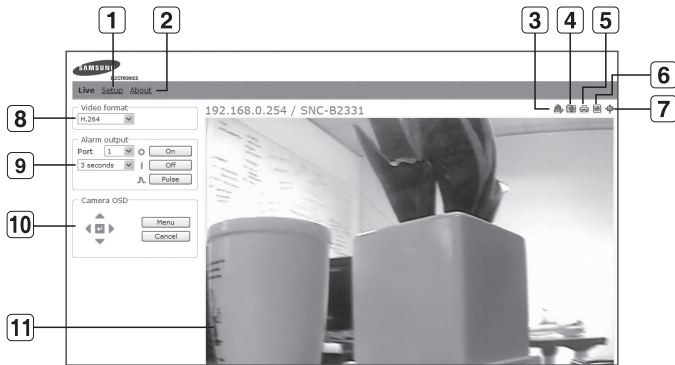 1 2 3 4 5
6
7
8
9
10
11
SAMSUNG
ELECTRONICS
Live Setup About
Video format
H.264
192.168.0.254 / SNC-B2331
Alarm output
Port 1 On
3 seconds Off
Pulse
Camera OSD
Menu
Cancel